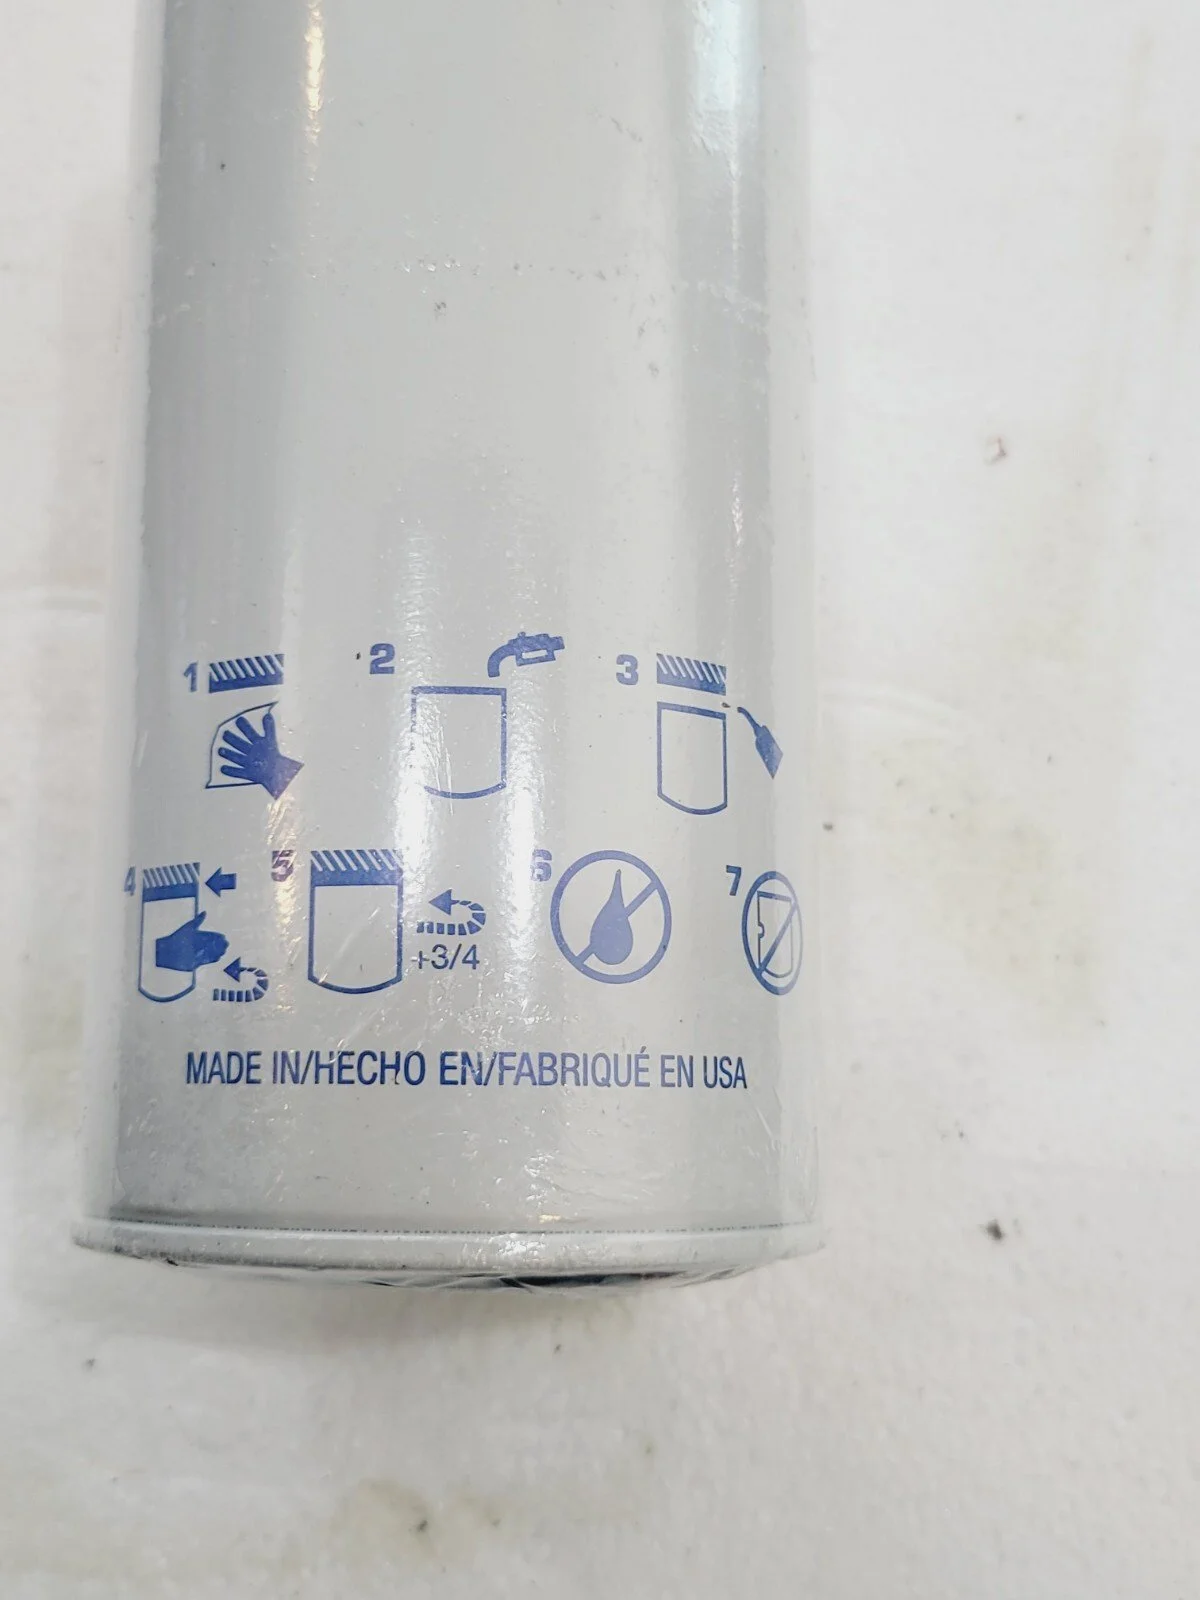 1 2 3
4 5 6 7
+3/4
MADE IN/HECHO EN/FABRIQUÉ EN USA